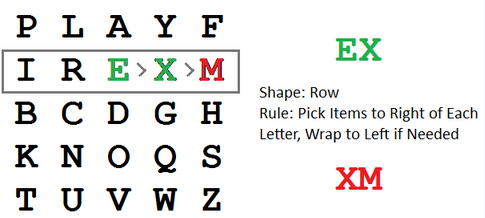 P L A Y F
I R E > X > M
B C D G H
K N O Q S
T U V W Z
EX
Shape: Row
Rule: Pick Items to Right of Each
Letter, Wrap to Left if Needed
XM